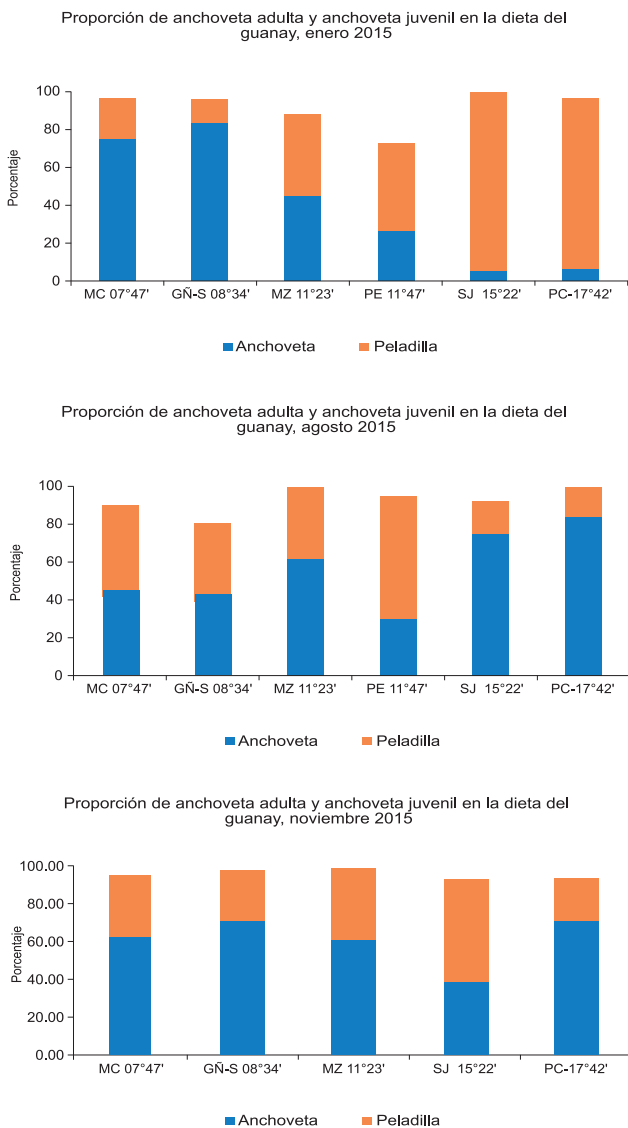 Proporción de anchoveta adulta y anchoveta juvenil en la dieta del
guanay, enero 2015
Porcentaje
100
80
60
40
20
0
MC 07°47' GÑ-S 08°34' MZ 11°23' PE 11°47' SJ 15°22' PC-17°42'
Anchoveta Peladilla
Proporción de anchoveta adulta y anchoveta juvenil en la dieta del
guanay, agosto 2015
Porcentaje
100
80
60
40
20
0
MC 07°47' GÑ-S 08°34' MZ 11°23' PE 11°47' SJ 15°22' PC-17°42'
Anchoveta Peladilla
Proporción de anchoveta adulta y anchoveta juvenil en la dieta del
guanay, noviembre 2015
Porcentaje
100.00
80.00
60.00
40.00
20.00
0.00
MC 07°47' GÑ-S 08°34' MZ 11°23' SJ 15°22' PC-17°42'
Anchoveta Peladilla